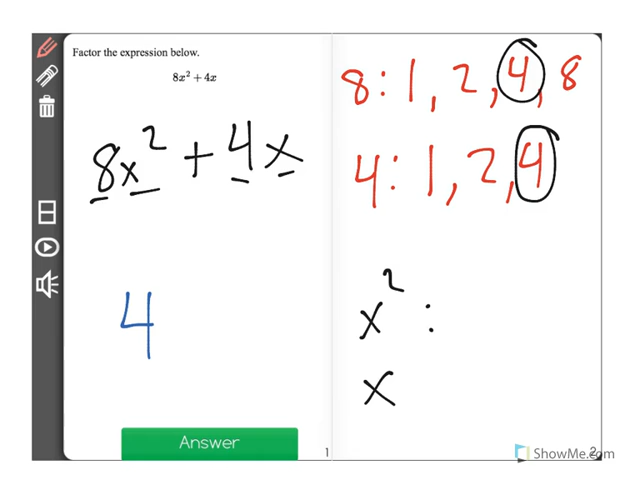 Factor the expression below.
8x² + 4x
8x² + 4x
4
Answer
1
8 : 1, 2, 4, 8
4 : 1, 2, 4
x² :
x
ShowMe.com
2